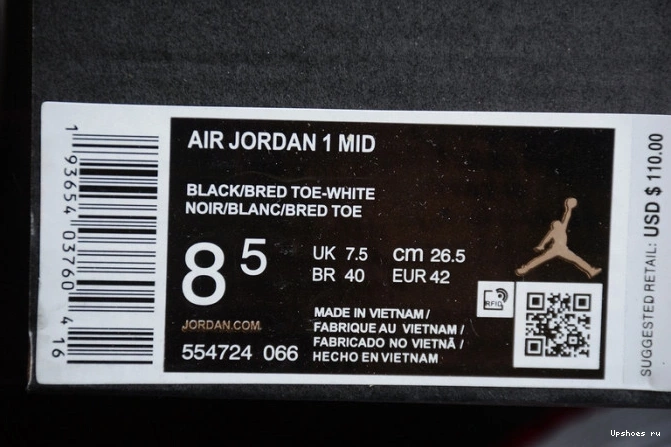 AIR JORDAN 1 MID
BLACK/BRED TOE-WHITE
NOIR/BLANC/BRED TOE
8 5
UK 7.5 cm 26.5
BR 40 EUR 42
JORDAN.COM
554724 066
MADE IN VIETNAM /
FABRIQUE AU VIETNAM /
FABRICADO NO VIETNÃ /
HECHO EN VIETNAM
RFID
1 93654 03760 4 16
SUGGESTED RETAIL: USD $ 110.00
Upshoes ru